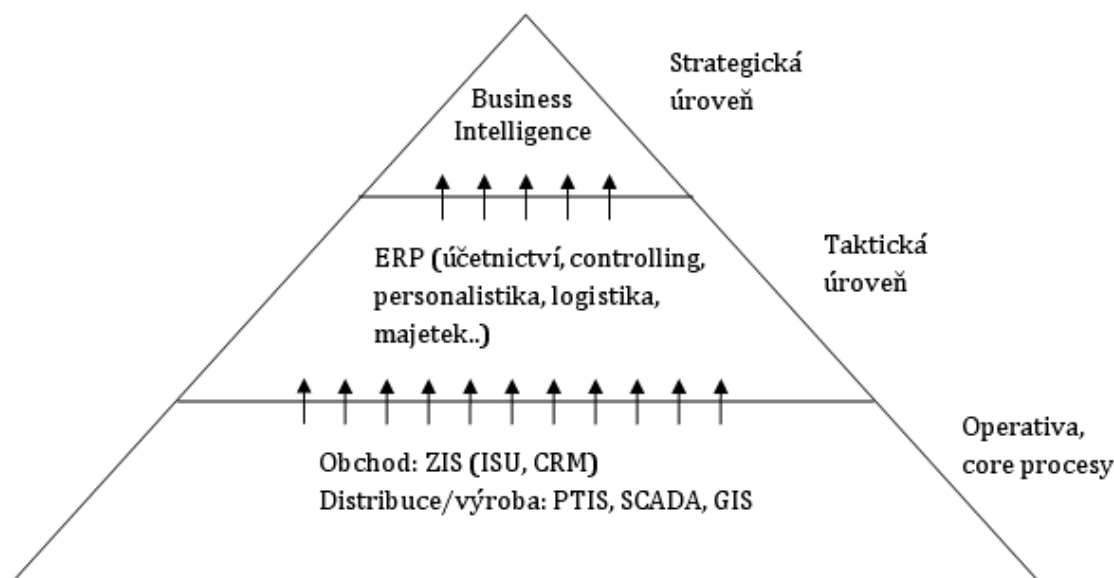 Strategická
úroveň
Business
Intelligence
Taktická
úroveň
ERP (účetnictví, controlling,
personalistika, logistika,
majetek..)
Operativa,
core procesy
Obchod: ZIS (ISU, CRM)
Distribuce/výroba: PTIS, SCADA, GIS